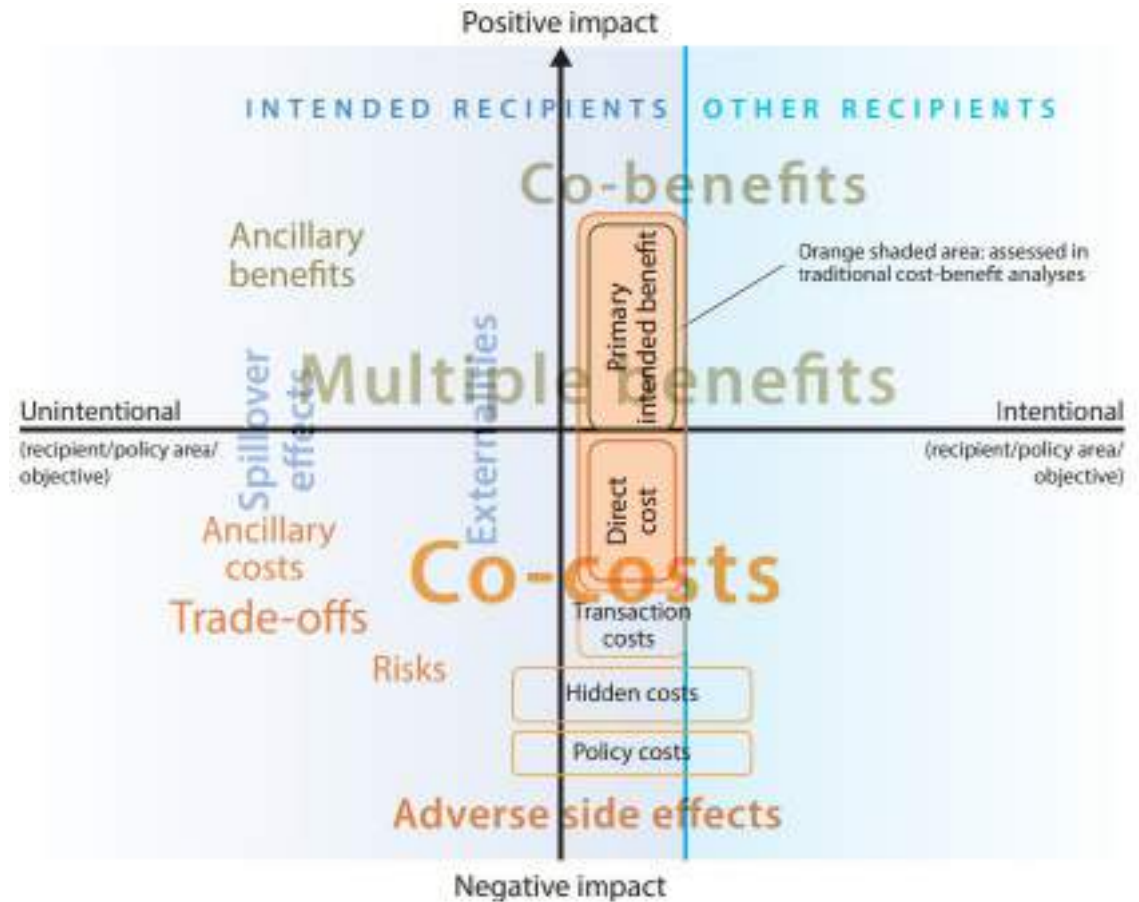 Positive impact
INTENDED RECIPIENTS
OTHER RECIPIENTS
Co-benefits
Ancillary
benefits
Primary
intended benefit
Orange shaded area: assessed in
traditional cost-benefit analyses
Spillover
effects
Multiple benefits
Externalities
Unintentional
(recipient/policy area/
objective)
Intentional
(recipient/policy area/
objective)
Direct
cost
Ancillary
costs
Co-costs
Trade-offs
Transaction
costs
Risks
Hidden costs
Policy costs
Adverse side effects
Negative impact